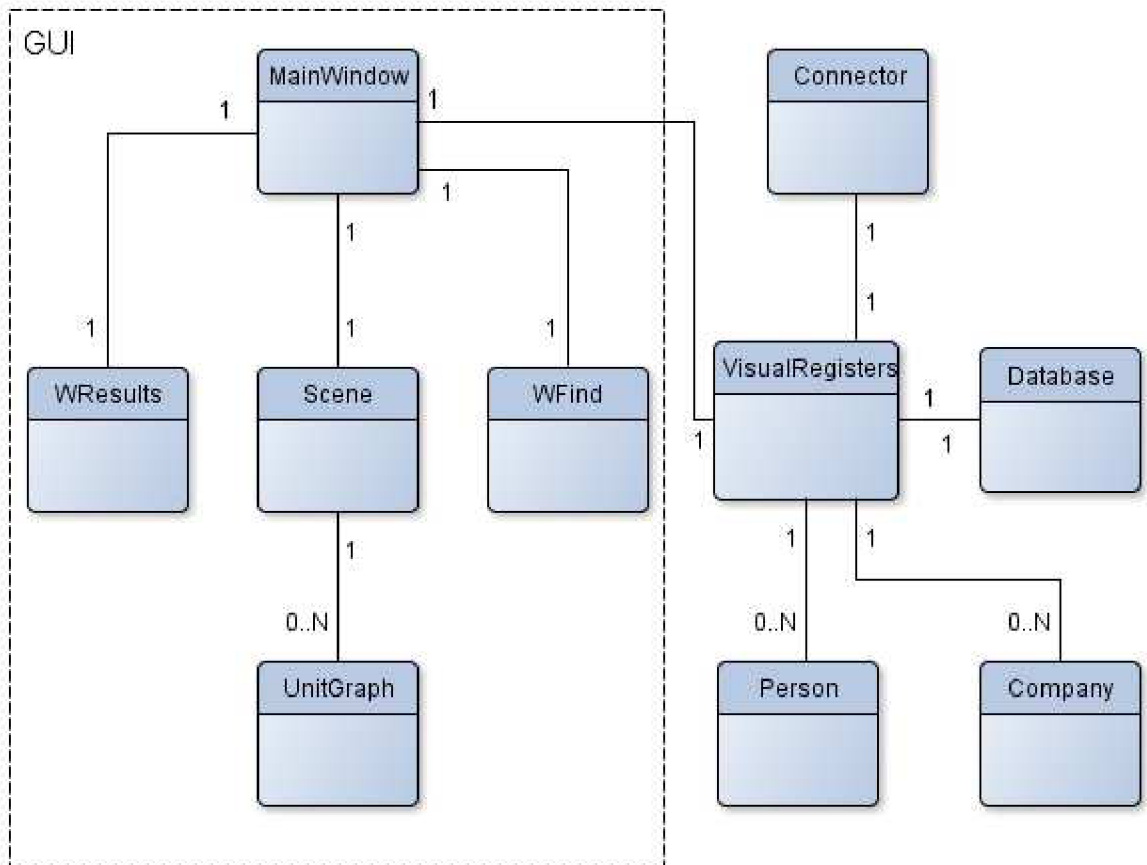 GUI
MainWindow
Connector
1
1
1
1
1
1
1
1
1
1
WResults
Scene
WFind
VisualRegisters
Database
1
1
1
1
1
1
0..N
0..N
0..N
UnitGraph
Person
Company